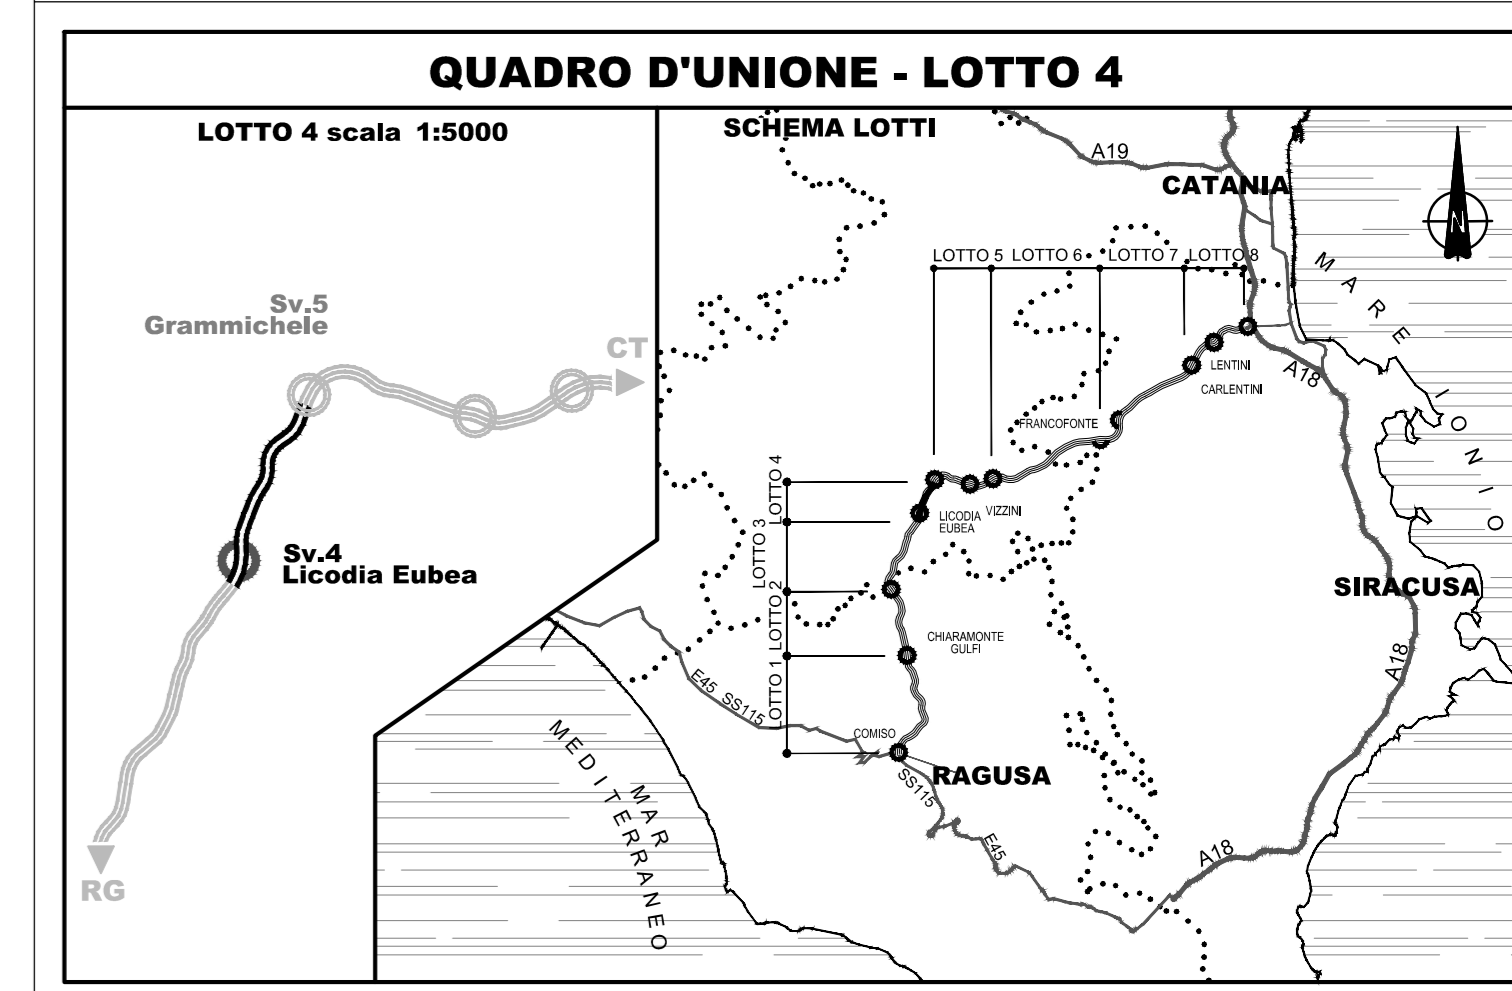 QUADRO D'UNIONE - LOTTO 4
LOTTO 4 scala 1:5000
Sv.5
Grammichele
CT
Sv.4
Licodia Eubea
RG
SCHEMA LOTTI
A19
CATANIA
N
LOTTO 5
LOTTO 6
LOTTO 7
LOTTO 8
MARE
IONIO
LENTINI
CARLENTINI
A18
FRANCOFONTE
LOTTO 4
LOTTO 3
LOTTO 2
LOTTO 1
LICODIA
EUBEA
VIZZINI
SIRACUSA
CHIARAMONTE
GULFI
A18
E45 SS115
COMISO
RAGUSA
SS115
E45
A18
MAR
MEDITERRANEO